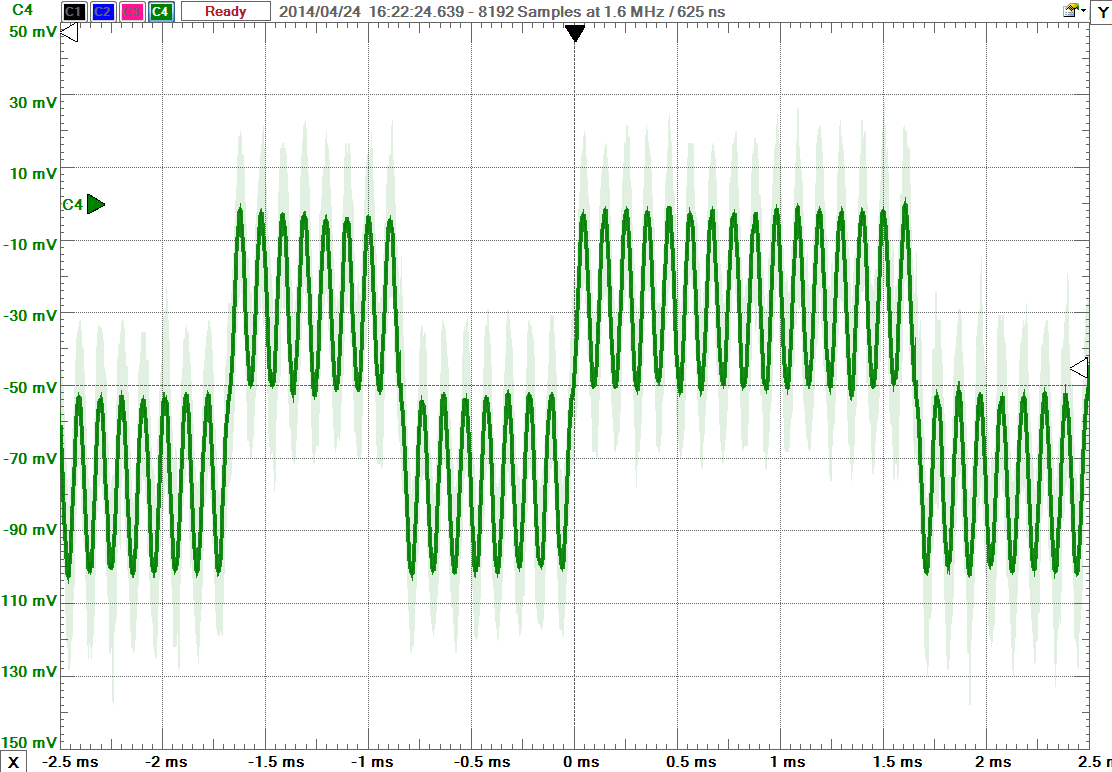 C4 C1 C2 C3 C4 Ready 2014/04/24 16:22:24.639 - 8192 Samples at 1.6 MHz / 625 ns Y
50 mV
30 mV
10 mV
C4
-10 mV
-30 mV
-50 mV
-70 mV
-90 mV
110 mV
130 mV
150 mV
X -2.5 ms -2 ms -1.5 ms -1 ms -0.5 ms 0 ms 0.5 ms 1 ms 1.5 ms 2 ms 2.5 m